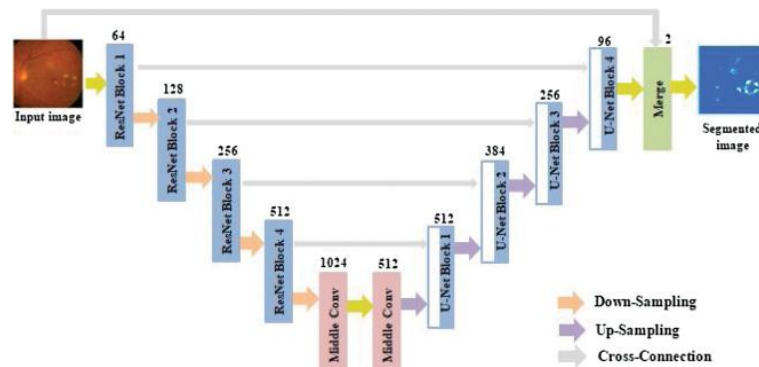 Input image
64
ResNet Block 1
128
ResNet Block 2
256
ResNet Block 3
512
ResNet Block 4
1024
Middle Conv
512
Middle Conv
512
U-Net Block 1
384
U-Net Block 2
256
U-Net Block 3
96
U-Net Block 4
2
Merge
Segmented
image
Down-Sampling
Up-Sampling
Cross-Connection